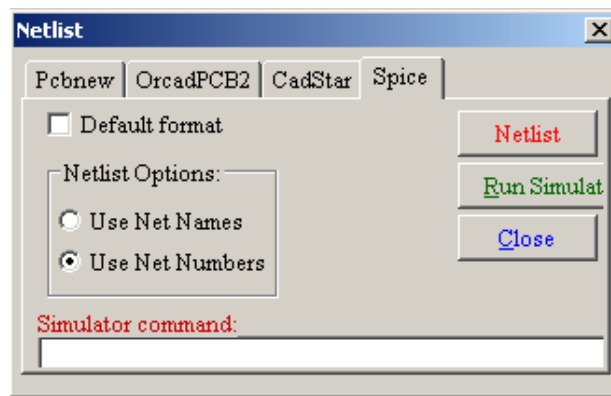 Netlist
Pcbnew OrcadPCB2 CadStar Spice
Default format
Netlist
Netlist Options:
Run Simulat
Use Net Names
Close
Use Net Numbers
Simulator command: